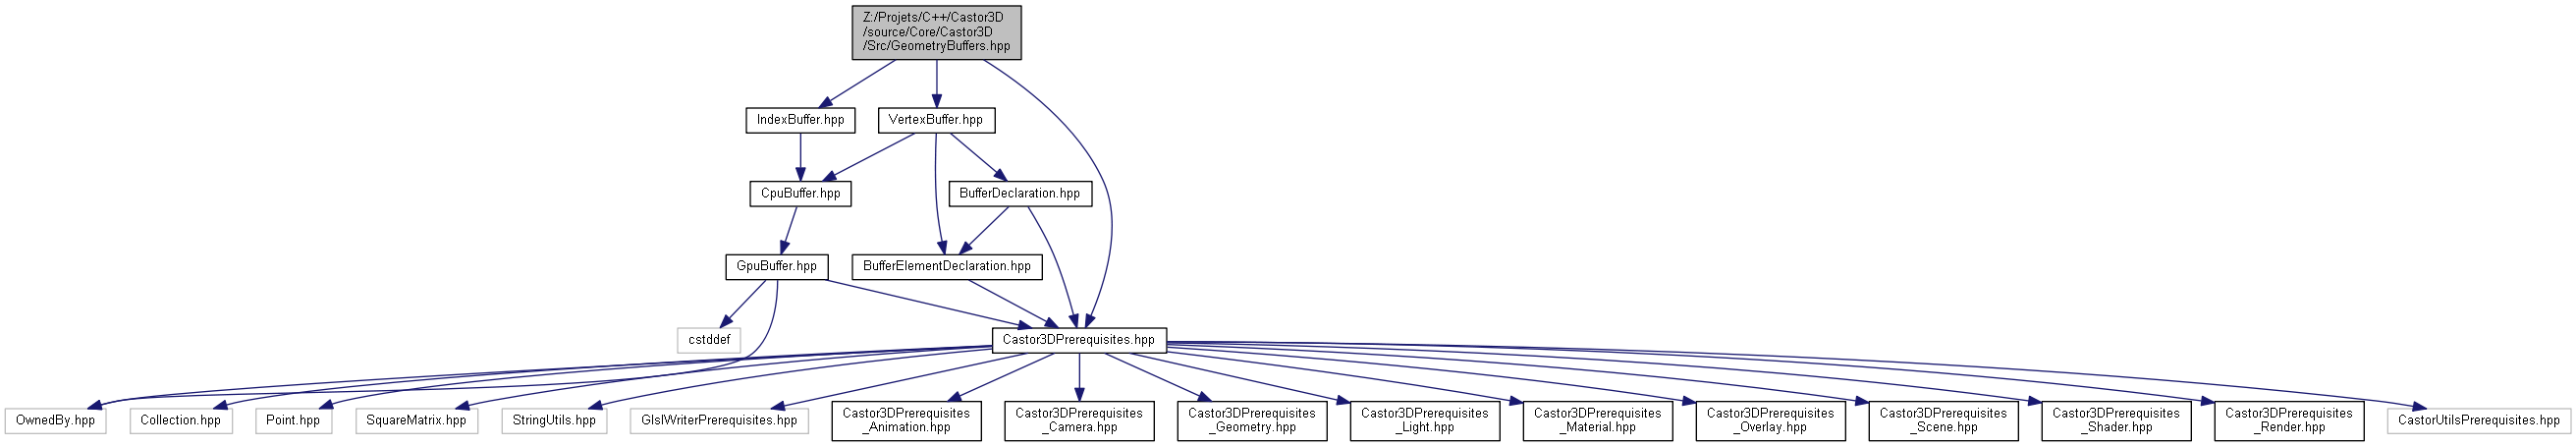 Z:/Projets/C++/Castor3D
/source/Core/Castor3D
/Src/GeometryBuffers.hpp
IndexBuffer.hpp
VertexBuffer.hpp
CpuBuffer.hpp
BufferDeclaration.hpp
GpuBuffer.hpp
BufferElementDeclaration.hpp
cstddef
Castor3DPrerequisites.hpp
OwnedBy.hpp
Collection.hpp
Point.hpp
SquareMatrix.hpp
StringUtils.hpp
GlslWriterPrerequisites.hpp
Castor3DPrerequisites
_Animation.hpp
Castor3DPrerequisites
_Camera.hpp
Castor3DPrerequisites
_Geometry.hpp
Castor3DPrerequisites
_Light.hpp
Castor3DPrerequisites
_Material.hpp
Castor3DPrerequisites
_Overlay.hpp
Castor3DPrerequisites
_Scene.hpp
Castor3DPrerequisites
_Shader.hpp
Castor3DPrerequisites
_Render.hpp
CastorUtilsPrerequisites.hpp